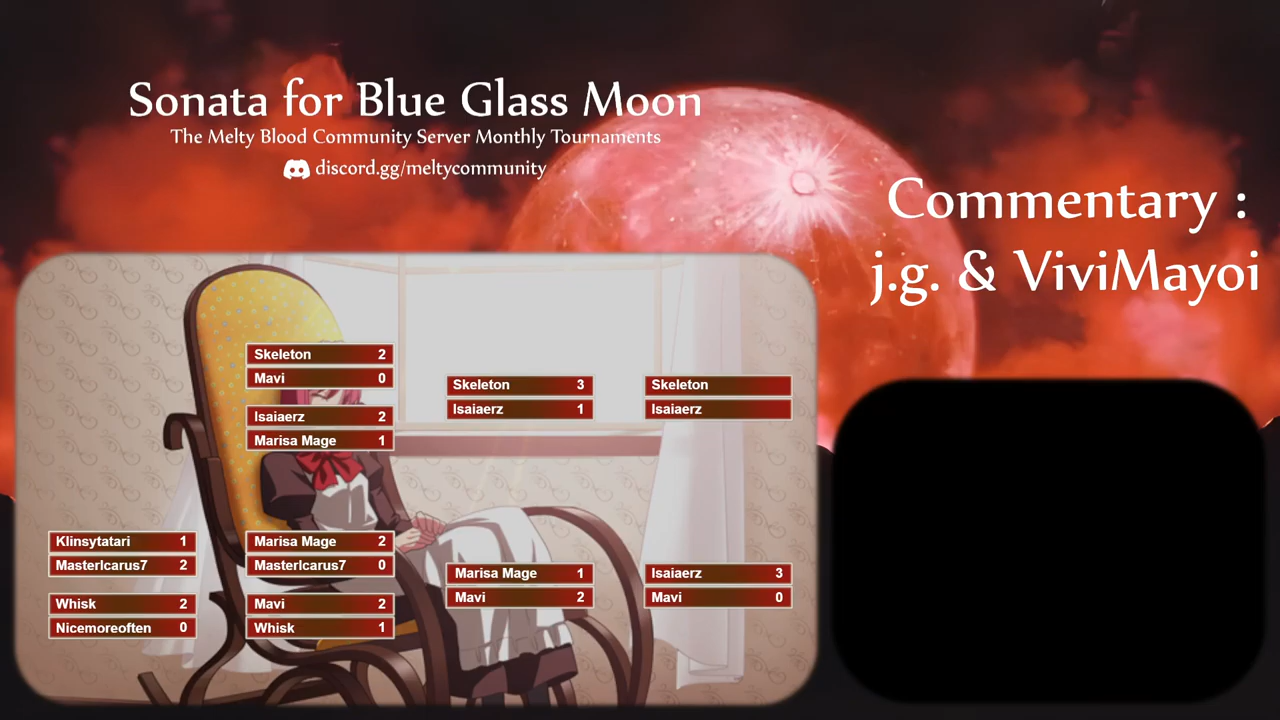 Sonata for Blue Glass Moon
The Melty Blood Community Server Monthly Tournaments
discord.gg/meltycommunity
Commentary :
j.g. & ViviMayoi
Skeleton 2
Mavi 0
Isaiaerz 2
Marisa Mage 1
Skeleton 3
Isaiaerz 1
Skeleton
Isaiaerz
Klinsytatari 1
MasterIcarus7 2
Whisk 2
Nicemoreoften 0
Marisa Mage 2
MasterIcarus7 0
Mavi 2
Whisk 1
Marisa Mage 1
Mavi 2
Isaiaerz 3
Mavi 0